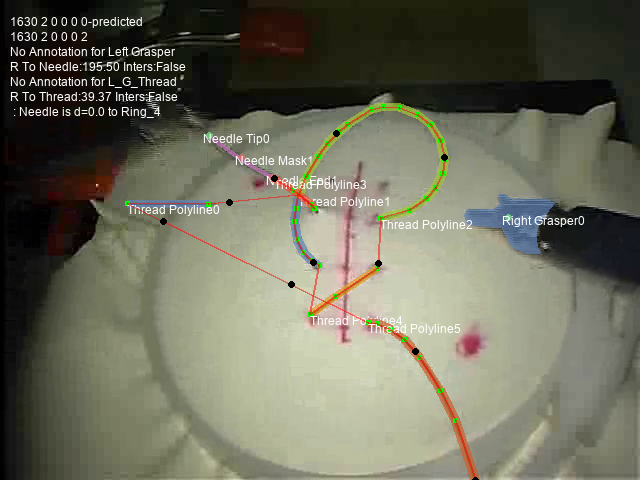 1630 2 0 0 0 0-predicted
1630 2 0 0 0 2
No Annotation for Left Grasper
R To Needle:195.50 Inters:False
No Annotation for L_G_Thread
R To Thread:39.37 Inters:False
: Needle is d=0.0 to Ring_4
Needle Tip0
Needle Mask1
Thread Polyline3
Thread Polyline0
Thread Polyline2
Right Grasper0
Thread Polyline4
Thread Polyline5